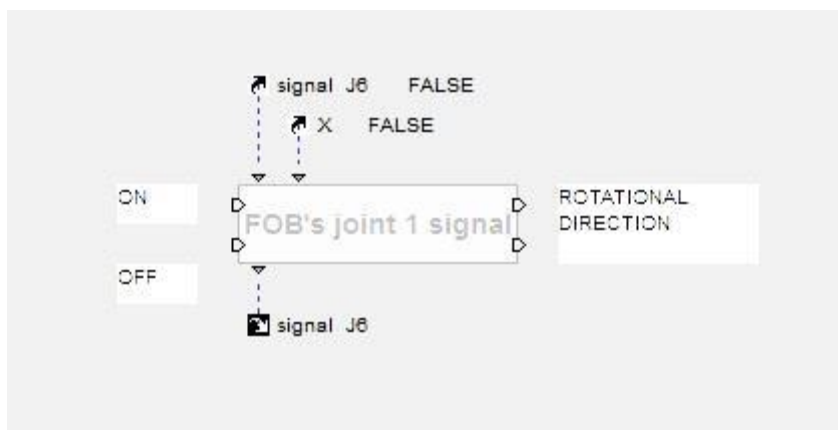 signal J6 FALSE
X FALSE
ON
FOB's joint 1 signal
ROTATIONAL
DIRECTION
OFF
signal J6